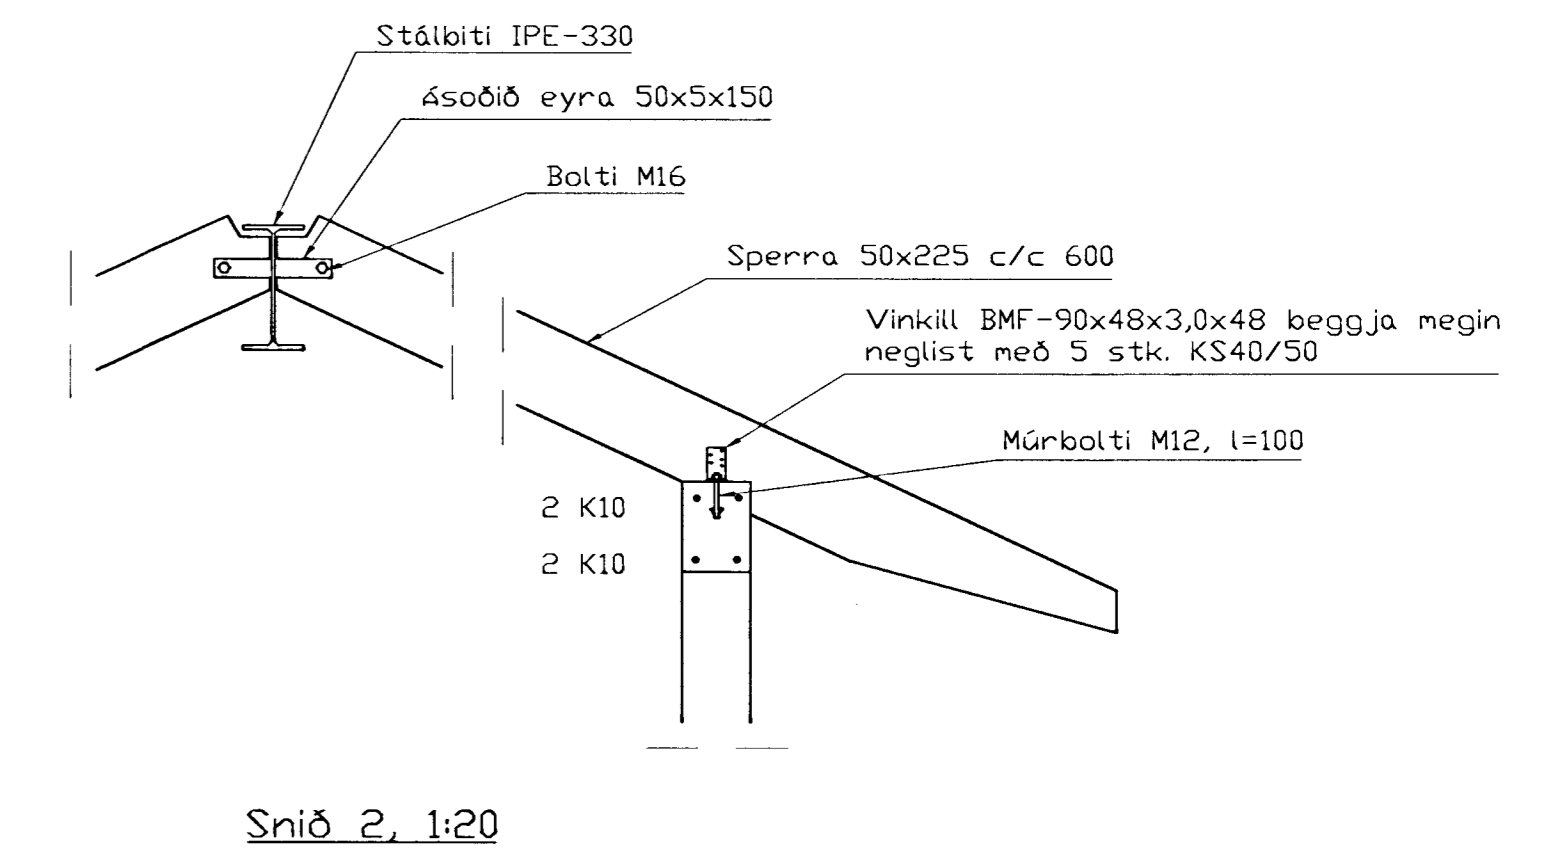 Stálbiti IPE-330
Ásoðið eyra 50x5x150
Bolti M16
Sperra 50x225 c/c 600
Vinkill BMF-90x48x3,0x48 beggja megin
neglist með 5 stk. KS40/50
Múrbolti M12, l=100
2 K10
2 K10
Snið 2, 1:20